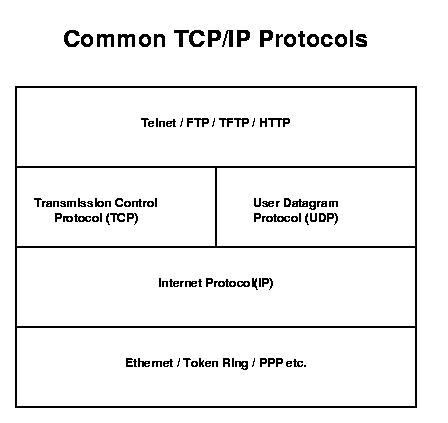 Common TCP/IP Protocols
Telnet / FTP / TFTP / HTTP
Transmission Control
Protocol (TCP)
User Datagram
Protocol (UDP)
Internet Protocol(IP)
Ethernet / Token Ring / PPP etc.